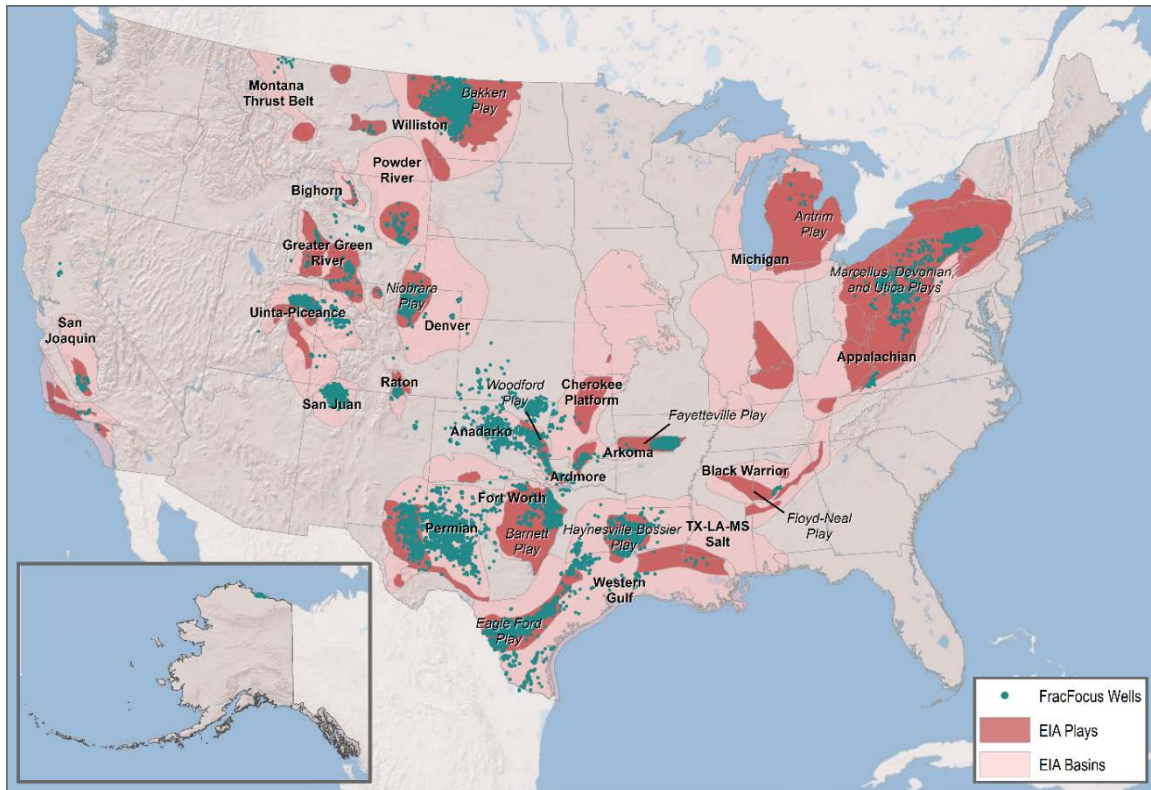 Montana
Thrust Belt
Bakken
Play
Williston
Powder
River
Bighorn
Antrim
Play
Greater Green
River
Michigan
Marcellus, Devonian,
and Utica Plays
Niobrara
Play
Uinta-Piceance
Denver
San
Joaquin
Appalachian
Raton
Woodford
Play
Cherokee
Platform
San Juan
Fayetteville Play
Anadarko
Arkoma
Black Warrior
Ardmore
Fort Worth
Floyd-Neal
Play
Permian
Barnett
Play
Haynesville-Bossier
Play
TX-LA-MS
Salt
Western
Gulf
Eagle Ford
Play
FracFocus Wells
EIA Plays
EIA Basins